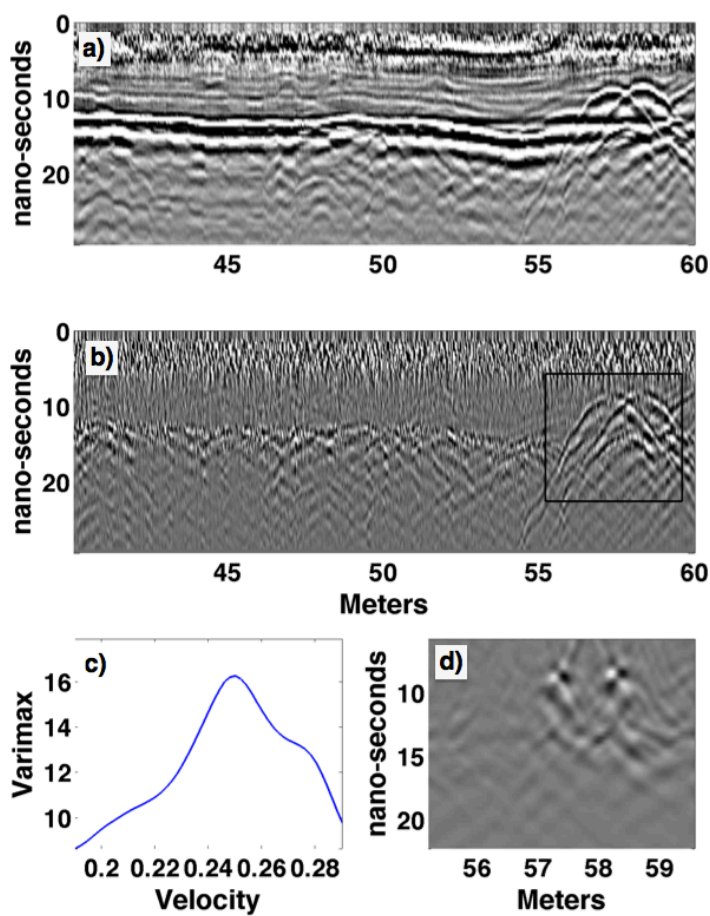 a)
nano-seconds
0
10
20
45 50 55 60
b)
nano-seconds
0
10
20
45 50 55 60
Meters
c)
Varimax
16
14
12
10
0.2 0.22 0.24 0.26 0.28
Velocity
d)
nano-seconds
10
15
20
56 57 58 59
Meters